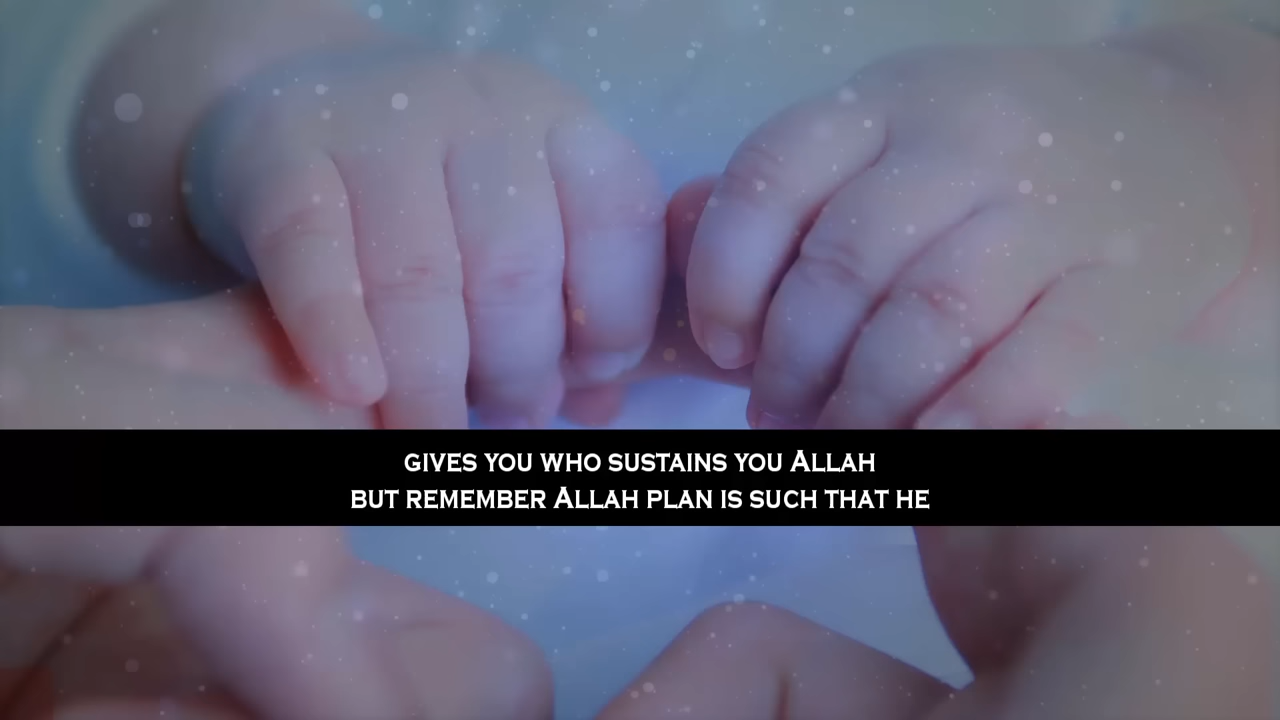 GIVES YOU WHO SUSTAINS YOU ALLAH
BUT REMEMBER ALLAH PLAN IS SUCH THAT HE